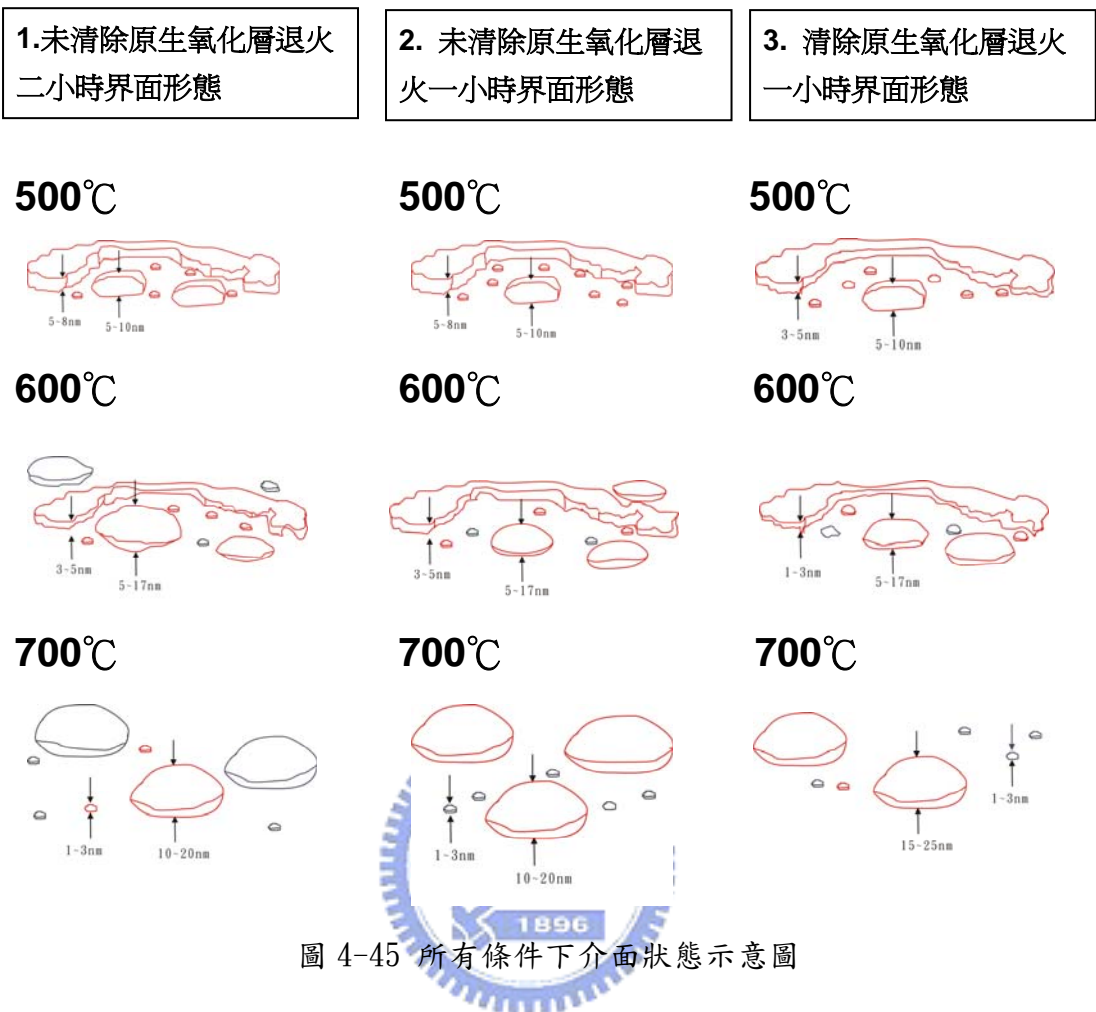 1.未清除原生氧化層退火
二小時界面形態
2. 未清除原生氧化層退
火一小時界面形態
3. 清除原生氧化層退火
一小時界面形態
500℃
500℃
500℃
5~8nm
5-10nm
5~8nm
5-10nm
3~5nm
5-10nm
600℃
600℃
600℃
3~5nm
5~17nm
3~5nm
5~17nm
1~3nm
5~17nm
700℃
700℃
700℃
1~3nm
10~20nm
1~3nm
10~20nm
15~25nm
1~3nm
1896
圖 4-45 所有條件下介面狀態示意圖